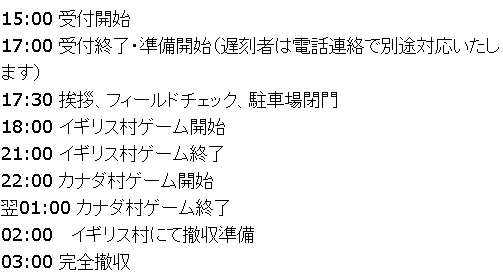 15:00 受付開始
17:00 受付終了・準備開始（遅刻者は電話連絡で別途対応いたし
ます）
17:30 挨拶、フィールドチェック、駐車場閉門
18:00 イギリス村ゲーム開始
21:00 イギリス村ゲーム終了
22:00 カナダ村ゲーム開始
翌01:00 カナダ村ゲーム終了
02:00　イギリス村にて撤収準備
03:00 完全撤収